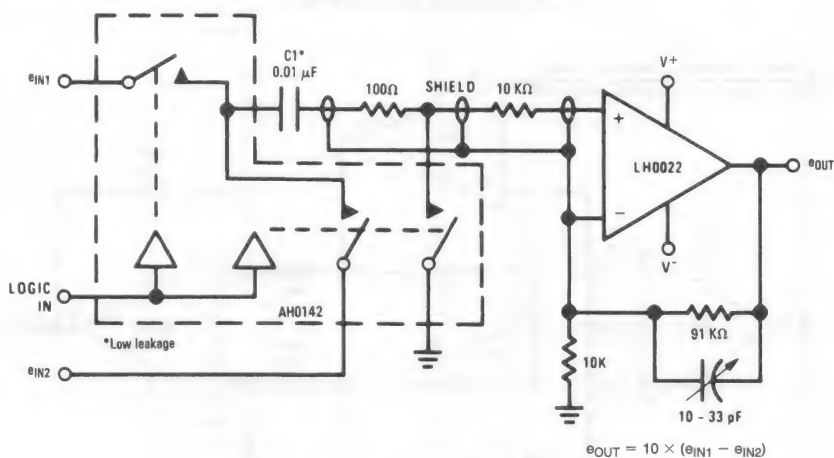 eIN1
C1*
0.01 µF
100Ω
SHIELD
10 KΩ
V+
+
LH0022
eOUT
−
V-
LOGIC
IN
AH0142
*Low leakage
91 KΩ
10K
eIN2
10 - 33 pF
eOUT = 10 × (eIN1 − eIN2)